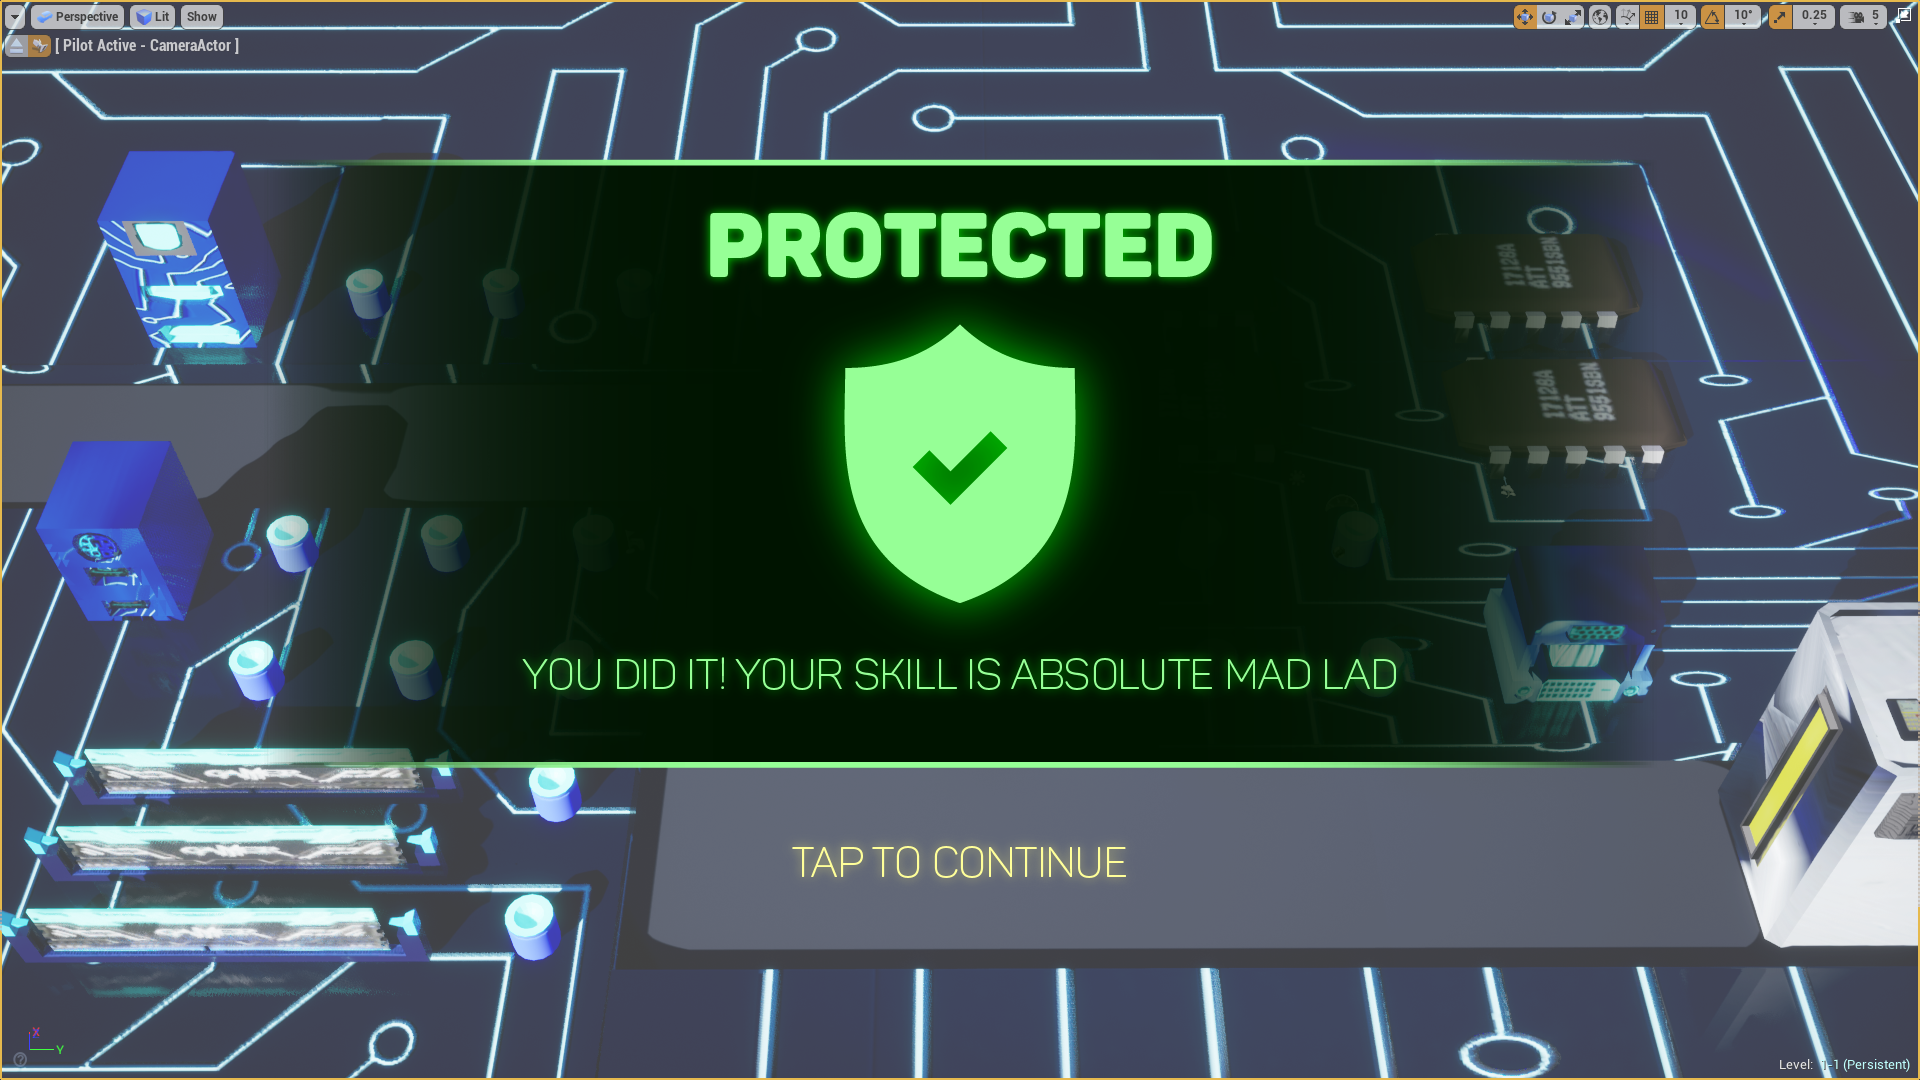 Perspective Lit Show 10 10° 0.25 5
[ Pilot Active - CameraActor ]
PROTECTED
17128A
ATT
9551SBN
17128A
ATT
9551SBN
YOU DID IT! YOUR SKILL IS ABSOLUTE MAD LAD
TAP TO CONTINUE
X
Y
Level: 1-1 (Persistent)